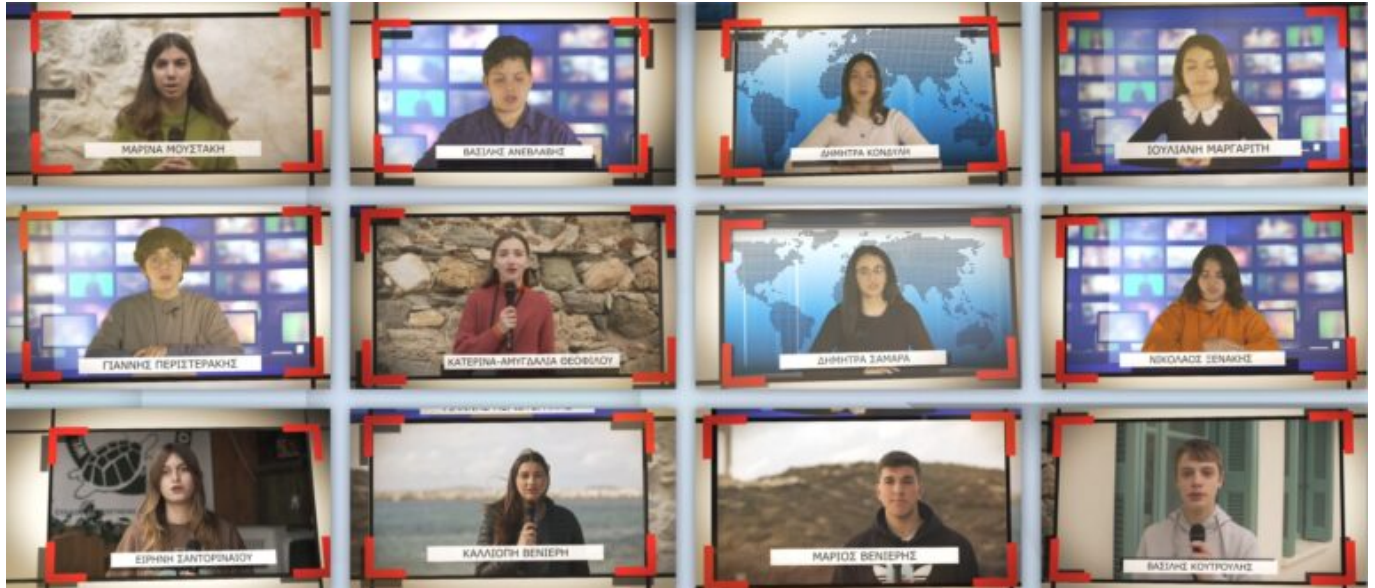 ΜΑΡΙΝΑ ΜΟΥΣΤΑΚΗ
ΒΑΣΙΛΗΣ ΑΝΕΒΛΑΒΗΣ
ΔΗΜΗΤΡΑ ΚΟΝΔΥΛΗ
ΙΟΥΛΙΑΝΗ ΜΑΡΓΑΡΙΤΗ
ΓΙΑΝΝΗΣ ΠΕΡΙΣΤΕΡΑΚΗΣ
ΚΑΤΕΡΙΝΑ-ΑΜΥΓΔΑΛΙΑ ΘΕΟΦΙΛΟΥ
ΔΗΜΗΤΡΑ ΣΑΜΑΡΑ
ΝΙΚΟΛΑΟΣ ΞΕΝΑΚΗΣ
ΕΙΡΗΝΗ ΣΑΝΤΟΡΙΝΑΙΟΥ
ΚΑΛΛΙΟΠΗ ΒΕΝΙΕΡΗ
ΜΑΡΙΟΣ ΒΕΝΙΕΡΗΣ
ΒΑΣΙΛΗΣ ΚΟΥΤΡΟΥΛΗΣ